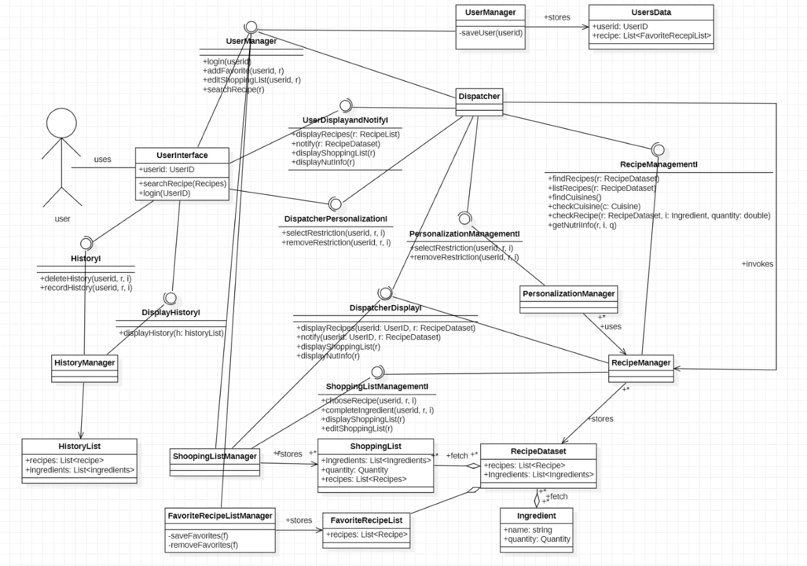 UserManager
-saveUser(userid)
+stores
UsersData
+userid: UserID
+recipe: List<FavoriteRecepiList>
UserManager
+login(userid)
+addFavorite(userid, r)
+editShoppingList(userid, r)
+searchRecipe(r)
Dispatcher
UserDisplayandNotifyI
+displayRecipes(r: RecipeList)
+notify(r: RecipeDataset)
+displayShoppingList(r)
+displayNutInfo(r)
RecipeManagementI
+findRecipes(r: RecipeDataset)
+listRecipes(r: RecipeDataset)
+findCuisines()
+checkCuisine(c: Cuisine)
+checkRecipe(r: RecipeDataset, i: Ingredient, quantity: double)
+getNutriInfo(r, i, q)
user
uses
UserInterface
+userid: UserID
+searchRecipe(Recipes)
+login(UserID)
DispatcherPersonalizationI
+selectRestriction(userid, r, i)
+removeRestriction(userid, r, i)
PersonalizationManagementI
+selectRestriction(userid, r, i)
+removeRestriction(userid, r, i)
HistoryI
+deleteHistory(userid, r, i)
+recordHistory(userid, r, i)
+invokes
DisplayHistoryI
+displayHistory(h: historyList)
DispatcherDisplayI
+displayRecipes(userid: UserID, r: RecipeDataset)
+notify(userid: UserID, r: RecipeDataset)
+displayShoppingList(r)
+displayNutInfo(r)
PersonalizationManager
+*
+uses
HistoryManager
RecipeManager
+*
+stores
ShoppingListManagementI
+chooseRecipe(userid, r, i)
+completeIngredient(userid, r, i)
+displayShoppingList(r)
+editShoppingList(r)
HistoryList
+recipes: List<recipe>
+ingredients: List<Ingredients>
ShoopingListManager
+stores
+*
ShoppingList
+Ingredients: List<Ingredients>
+quantity: Quantity
+recipes: List<Recipes>
+*
+fetch
+*
RecipeDataset
+recipes: List<Recipe>
+Ingredients: List<Ingredients>
+*
+fetch
+*
FavoriteRecipeListManager
-saveFavorites(f)
-removeFavorites(f)
+stores
FavoriteRecipeList
+recipes: List<Recipe>
Ingredient
+name: string
+quantity: Quantity